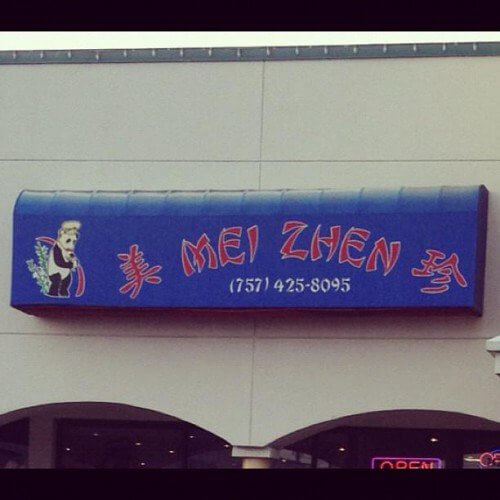 美 MEI ZHEN 珍
(757) 425-8095
OPEN